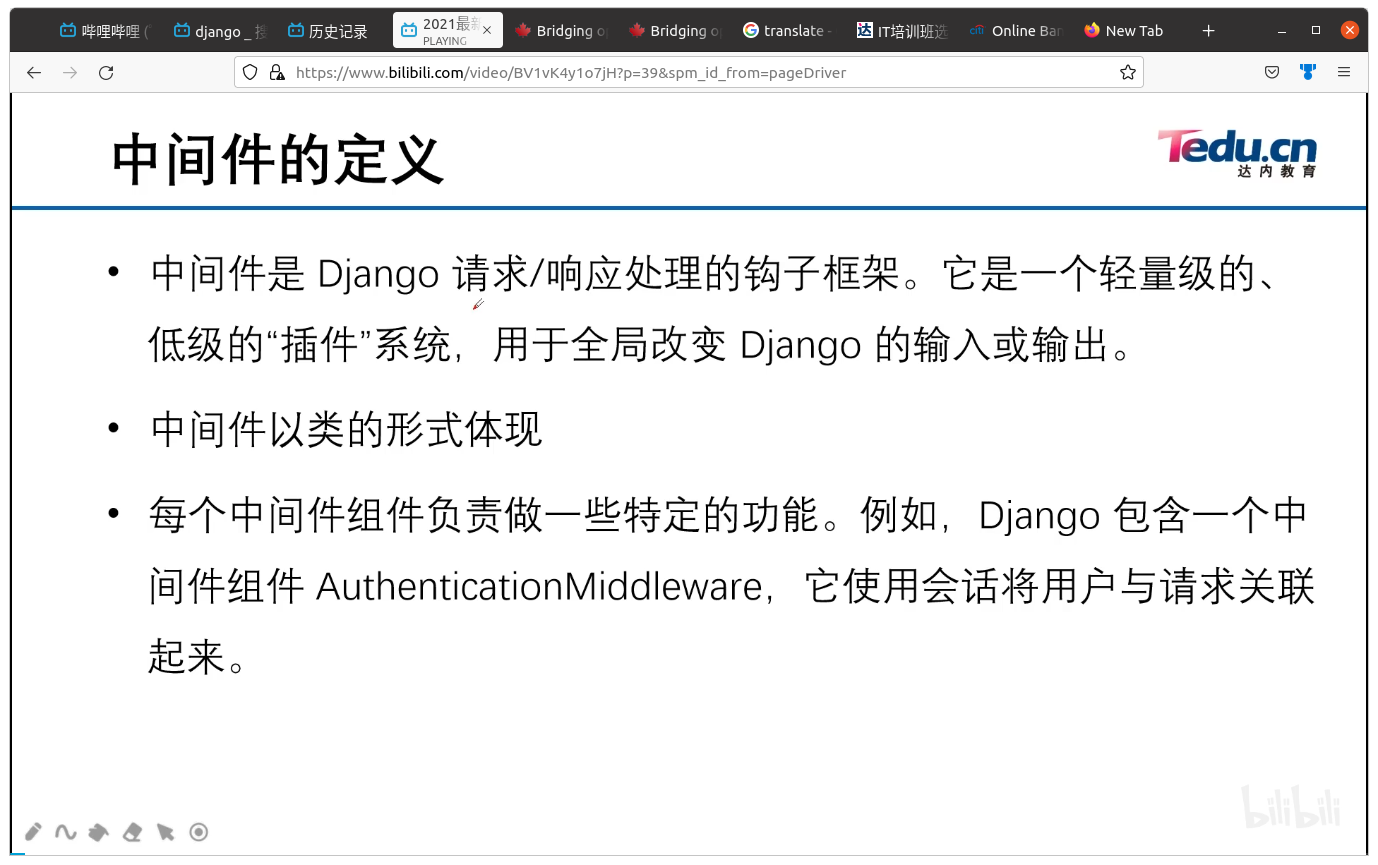 哔哩哔哩 (
django _ 搜
历史记录
2021最新
PLAYING
Bridging o
Bridging o
translate -
IT培训班选
citi
Online Ban
New Tab
https://www.bilibili.com/video/BV1vK4y1o7jH?p=39&spm_id_from=pageDriver
中间件的定义
Tedu.cn
达内教育
• 中间件是 Django 请求/响应处理的钩子框架。它是一个轻量级的、
低级的“插件”系统，用于全局改变 Django 的输入或输出。
• 中间件以类的形式体现
• 每个中间件组件负责做一些特定的功能。例如，Django 包含一个中
间件组件 AuthenticationMiddleware，它使用会话将用户与请求关联
起来。
bilibili